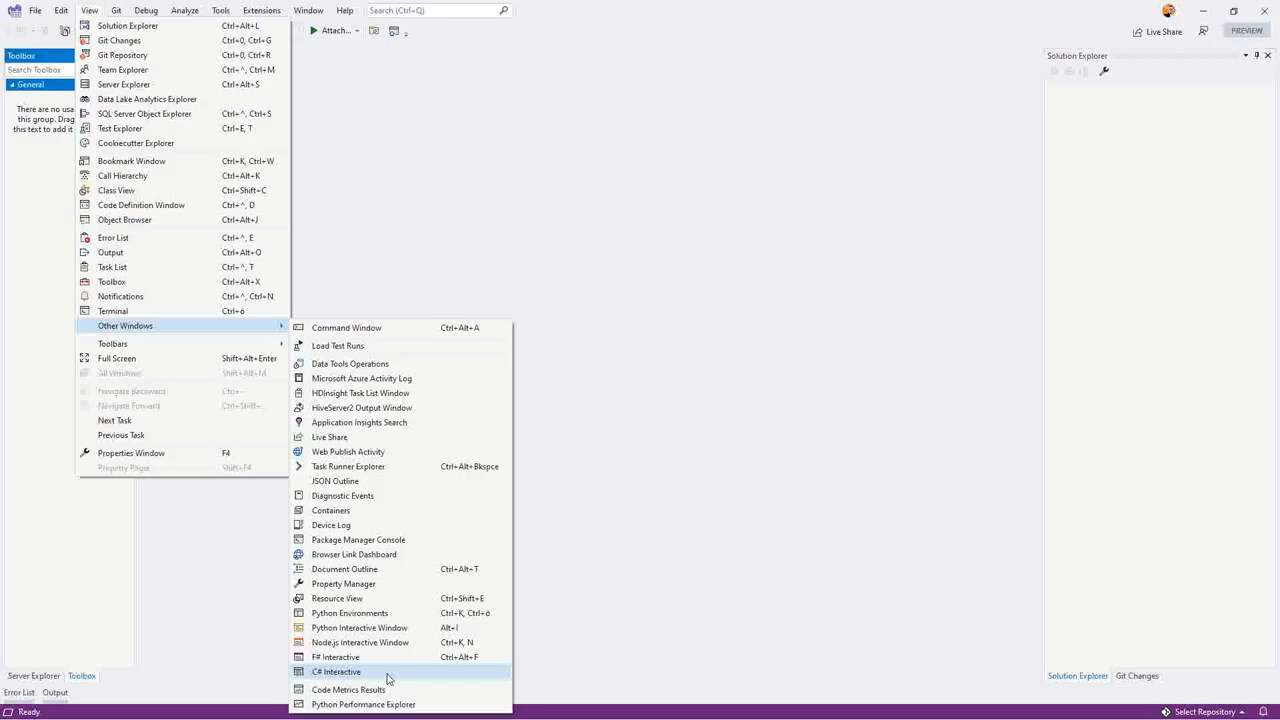 File Edit View Git Debug Analyze Tools Extensions Window Help Search (Ctrl+Q)
Attach...
Live Share
PREVIEW
Toolbox
Search Toolbox
General
There are no usa
this group. Drag
this text to add it
Solution Explorer Ctrl+Alt+L
Git Changes Ctrl+0, Ctrl+G
Git Repository Ctrl+0, Ctrl+R
Team Explorer Ctrl+^, Ctrl+M
Server Explorer Ctrl+Alt+S
Data Lake Analytics Explorer
SQL Server Object Explorer Ctrl+^, Ctrl+S
Test Explorer Ctrl+E, T
Cookiecutter Explorer
Bookmark Window Ctrl+K, Ctrl+W
Call Hierarchy Ctrl+Alt+K
Class View Ctrl+Shift+C
Code Definition Window Ctrl+^, D
Object Browser Ctrl+Alt+J
Error List Ctrl+^, E
Output Ctrl+Alt+O
Task List Ctrl+^, T
Toolbox Ctrl+Alt+X
Notifications Ctrl+^, Ctrl+N
Terminal Ctrl+ö
Other Windows
Toolbars
Full Screen Shift+Alt+Enter
All Windows Shift+Alt+M
Navigate Backward Ctrl+-
Navigate Forward Ctrl+Shift+-
Next Task
Previous Task
Properties Window F4
Property Pages Shift+F4
Command Window Ctrl+Alt+A
Load Test Runs
Data Tools Operations
Microsoft Azure Activity Log
HDInsight Task List Window
HiveServer2 Output Window
Application Insights Search
Live Share
Web Publish Activity
Task Runner Explorer Ctrl+Alt+Bkspce
JSON Outline
Diagnostic Events
Containers
Device Log
Package Manager Console
Browser Link Dashboard
Document Outline Ctrl+Alt+T
Property Manager
Resource View Ctrl+Shift+E
Python Environments Ctrl+K, Ctrl+ö
Python Interactive Window Alt+I
Node.js Interactive Window Ctrl+K, N
F# Interactive Ctrl+Alt+F
C# Interactive
Code Metrics Results
Python Performance Explorer
Solution Explorer
Server Explorer Toolbox
Solution Explorer Git Changes
Error List Output
Ready
Select Repository